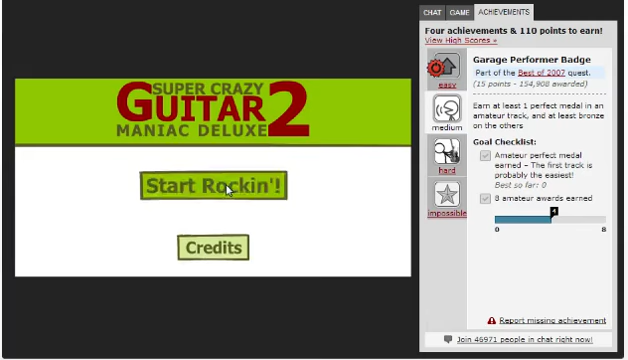 CHAT GAME ACHIEVEMENTS
Four achievements & 110 points to earn!
View High Scores »
easy
medium
hard
impossible
Garage Performer Badge
Part of the Best of 2007 quest.
(15 points - 154,908 awarded)
Earn at least 1 perfect medal in an
amateur track, and at least bronze
on the others
Goal Checklist:
Amateur perfect medal
earned – The first track is
probably the easiest!
Best so far: 0
8 amateur awards earned
4
0 8
Report missing achievement
Join 46971 people in chat right now!
SUPER CRAZY
GUITAR 2
MANIAC DELUXE
Start Rockin'!
Credits